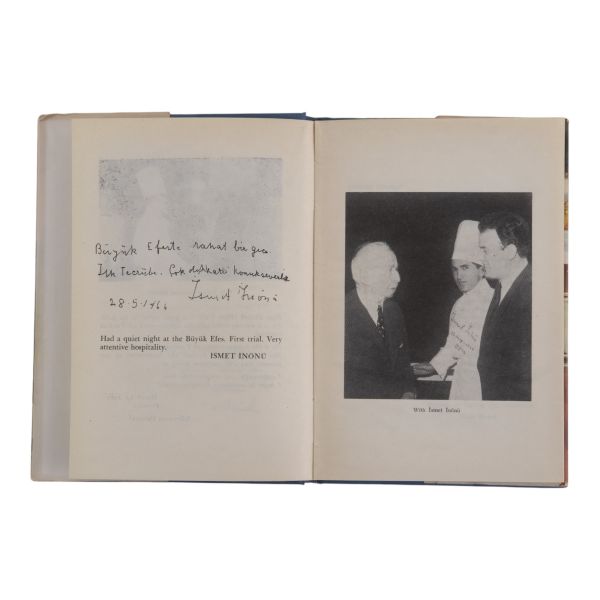 Büyük Efes'te rahat bir gece.
İlk Tecrübe. Çok dikkatli konukseverlik
İsmet İnönü
28-5-1966
Had a quiet night at the Büyük Efes. First trial. Very
attentive hospitality.
ISMET İNÖNÜ
With İsmet İnönü